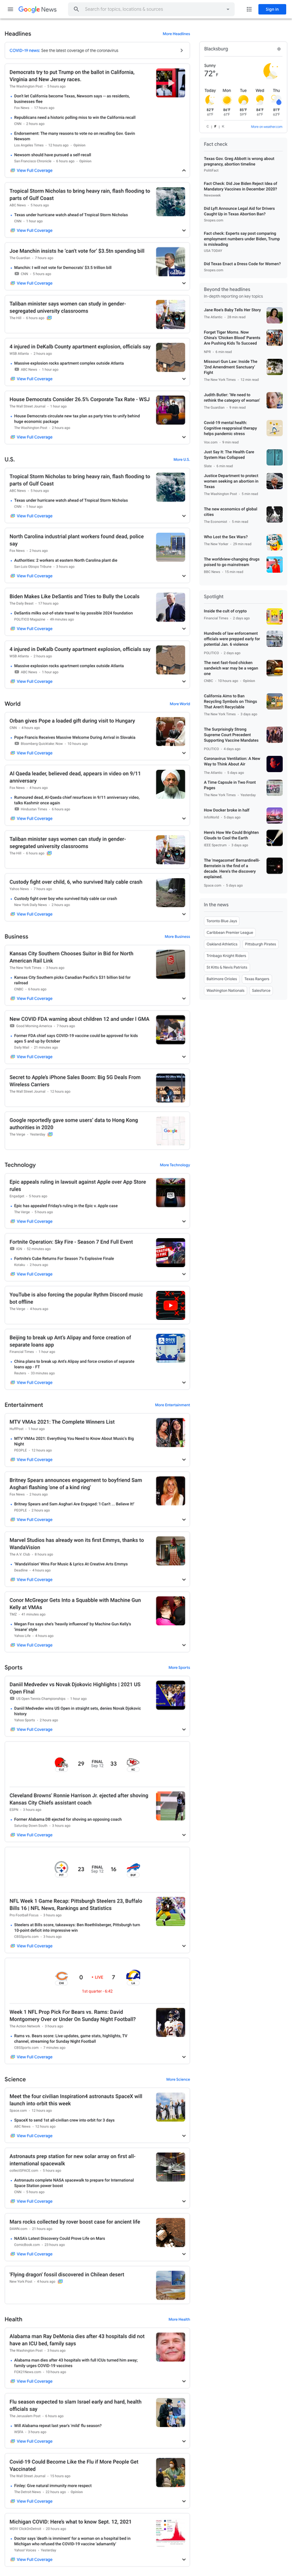 Google News
Search for topics, locations & sources
Sign in
Headlines
More Headlines
COVID-19 news: See the latest coverage of the coronavirus
Democrats try to put Trump on the ballot in California, Virginia and New Jersey races.
The Washington Post · 3 hours ago
Don't let California become Texas, Newsom says -- as residents, businesses flee
Fox News · 7 hours ago
Republicans need a historic polling miss to win the California recall
CNN · 2 hours ago
Endorsement: The many reasons to vote no on recalling Gov. Gavin Newsom
Los Angeles Times · 12 hours ago · Opinion
Newsom should have pursued a self-recall
San Francisco Chronicle · 6 hours ago · Opinion
View Full Coverage
Tropical Storm Nicholas to bring heavy rain, flash flooding to parts of Gulf Coast
ABC News · 3 hours ago
Texas under hurricane watch ahead of Tropical Storm Nicholas
CNN · 1 hour ago
View Full Coverage
Joe Manchin insists he 'can't vote for' $3.5tn spending bill
The Guardian · 7 hours ago
Manchin: I will not vote for Democrats' $3.5 trillion bill
CNN · 5 hours ago
View Full Coverage
Taliban minister says women can study in gender-segregated university classrooms
The Hill · 6 hours ago
4 injured in DeKalb County apartment explosion, officials say
WSB Atlanta · 2 hours ago
Massive explosion rocks apartment complex outside Atlanta
ABC News · 1 hour ago
View Full Coverage
House Democrats Consider 26.5% Corporate Tax Rate - WSJ
The Wall Street Journal · 1 hour ago
House Democrats circulate new tax plan as party tries to unify behind huge economic package
The Washington Post · 2 hours ago
View Full Coverage
U.S.
More U.S.
Tropical Storm Nicholas to bring heavy rain, flash flooding to parts of Gulf Coast
ABC News · 3 hours ago
Texas under hurricane watch ahead of Tropical Storm Nicholas
CNN · 1 hour ago
View Full Coverage
North Carolina industrial plant workers found dead, police say
Fox News · 2 hours ago
Authorities: 2 workers at eastern North Carolina plant die
San Luis Obispo Tribune · 3 hours ago
View Full Coverage
Biden Makes Like DeSantis and Tries to Bully the Locals
The Daily Beast · 17 hours ago
DeSantis milks out-of-state travel to lay possible 2024 foundation
POLITICO Magazine
View Full Coverage
4 injured in DeKalb County apartment explosion, officials say
WSB Atlanta · 2 hours ago
Massive explosion rocks apartment complex outside Atlanta
ABC News · 1 hour ago
View Full Coverage
World
More World
Orban gives Pope a loaded gift during visit to Hungary
CNN · 4 hours ago
Pope Francis Receives Massive Welcome During Arrival in Slovakia
Bloomberg Quicktake: Now · 10 hours ago
View Full Coverage
Al Qaeda leader, believed dead, appears in video on 9/11 anniversary
Fox News · 8 hours ago
Rumoured dead, Al-Qaeda chief resurfaces in 9/11 anniversary video, talks Kashmir once again
Hindustan Times · 6 hours ago
View Full Coverage
Taliban minister says women can study in gender-segregated university classrooms
The Hill · 6 hours ago
Custody fight over child, 6, who survived Italy cable crash
Yahoo News · 7 hours ago
Custody fight over boy who survived Italy cable car crash
New York Daily News · 2 hours ago
View Full Coverage
Business
More Business
Kansas City Southern Chooses Suitor in Bid for North American Rail Link
The New York Times · 5 hours ago
Kansas City Southern picks Canadian Pacific's $31 billion bid for railroad
CNBC · 6 hours ago
View Full Coverage
New COVID FDA warning about children 12 and under l GMA
Good Morning America · 7 hours ago
Former FDA chief says COVID-19 vaccine could be approved for kids ages 5 and up by October
Daily Mail · 21 minutes ago
View Full Coverage
Secret to Apple's iPhone Sales Boom: Big 5G Deals From Wireless Carriers
The Wall Street Journal · 12 hours ago
Google reportedly gave some users' data to Hong Kong authorities in 2020
The Verge · Yesterday
Technology
More Technology
Epic appeals ruling in lawsuit against Apple over App Store rules
Engadget · 3 hours ago
Epic has appealed Friday's ruling in the Epic v. Apple case
The Verge · 5 hours ago
View Full Coverage
Fortnite Operation: Sky Fire - Season 7 End Full Event
IGN · 52 minutes ago
Fortnite's Cube Returns For Season 7's Explosive Finale
Kotaku · 2 hours ago
View Full Coverage
YouTube is also forcing the popular Rythm Discord music bot offline
The Verge · 9 hours ago
Beijing to break up Ant's Alipay and force creation of separate loans app
Financial Times · 1 hour ago
China plans to break up Ant's Alipay and force creation of separate loans app - FT
Reuters
View Full Coverage
Entertainment
More Entertainment
MTV VMAs 2021: The Complete Winners List
HuffPost · 1 hour ago
MTV VMAs 2021: Everything You Need to Know About Music's Big Night
PEOPLE · 12 hours ago
View Full Coverage
Britney Spears announces engagement to boyfriend Sam Asghari flashing 'one of a kind ring'
Fox News · 2 hours ago
Britney Spears and Sam Asghari Are Engaged: 'I Can't ... Believe It!'
PEOPLE · 2 hours ago
View Full Coverage
Marvel Studios has already won its first Emmys, thanks to WandaVision
The A.V. Club · 6 hours ago
'WandaVision' Wins For Music & Lyrics At Creative Arts Emmys
Deadline · 4 hours ago
View Full Coverage
Conor McGregor Gets Into a Squabble with Machine Gun Kelly at VMAs
TMZ · 41 minutes ago
Megan Fox says she's 'heavily influenced' by Machine Gun Kelly's 'insane' style
Yahoo Life · 4 hours ago
View Full Coverage
Sports
More Sports
Daniil Medvedev vs Novak Djokovic Highlights | 2021 US Open Final
US Open Tennis Championships · 1 hour ago
Daniil Medvedev wins US Open in straight sets; denies Novak Djokovic history
Yahoo Sports · 2 hours ago
View Full Coverage
CLE 29 FINAL Sep 12 33 KC
Cleveland Browns' Ronnie Harrison Jr. ejected after shoving Kansas City Chiefs assistant coach
ESPN · 3 hours ago
Former Alabama DB ejected for shoving an opposing coach
Saturday Down South · 3 hours ago
View Full Coverage
PIT 23 FINAL Sep 12 16 BUF
NFL Week 1 Game Recap: Pittsburgh Steelers 23, Buffalo Bills 16 | NFL News, Rankings and Statistics
Pro Football Focus · 3 hours ago
Steelers at Bills score, takeaways: Ben Roethlisberger, Pittsburgh turn 10-point deficit into impressive win
CBSSports.com · 3 hours ago
View Full Coverage
CHI 0 LIVE 7 LA
1st quarter - 6:42
Week 1 NFL Prop Pick For Bears vs. Rams: David Montgomery Over or Under On Sunday Night Football?
The Action Network · 3 hours ago
Rams vs. Bears score: Live updates, game stats, highlights, TV channel, streaming for Sunday Night Football
CBSSports.com · 7 minutes ago
View Full Coverage
Science
More Science
Meet the four civilian Inspiration4 astronauts SpaceX will launch into orbit this week
Space.com · 12 hours ago
SpaceX to send 1st all-civilian crew into orbit for 3 days
ABC News · 12 hours ago
View Full Coverage
Astronauts prep station for new solar array on first all-international spacewalk
collectSPACE.com · 6 hours ago
Astronauts complete NASA spacewalk to prepare for International Space Station power boost
CNN · 5 hours ago
View Full Coverage
Mars rocks collected by rover boost case for ancient life
WHNN.com · 21 hours ago
NASA's Latest Discovery Could Prove Life on Mars
ComicBook.com · 23 hours ago
View Full Coverage
'Flying dragon' fossil discovered in Chilean desert
New York Post · 9 hours ago
Health
More Health
Alabama man Ray DeMonia dies after 43 hospitals did not have an ICU bed, family says
The Washington Post · 3 hours ago
Alabama man dies after 43 hospitals with full ICUs turned him away; family urges COVID-19 vaccines
FOX31News.com · 10 hours ago
View Full Coverage
Flu season expected to slam Israel early and hard, health officials say
The Jerusalem Post · 6 hours ago
Will Alabama repeat last year's 'mild' flu season?
WSFA · 2 hours ago
View Full Coverage
Covid-19 Could Become Like the Flu if More People Get Vaccinated
The Wall Street Journal · 13 hours ago
Finley: Give natural immunity more respect
The Detroit News · 22 hours ago · Opinion
View Full Coverage
Michigan COVID: Here's what to know Sept. 12, 2021
WDIV ClickOnDetroit · 20 hours ago
Doctor says 'death is imminent' for a woman on a hospital bed in Michigan who refused the COVID-19 vaccine 'adamantly'
Yahoo! Voices · Yesterday
View Full Coverage
Blacksburg
Sunny
72°F
Today Mon Tue Wed Thu
C | F | K
More on weather.com
Fact check
Texas Gov. Greg Abbott is wrong about pregnancy, abortion timeline
PolitiFact
Fact Check: Did Joe Biden Reject Idea of Mandatory Vaccines in December 2020?
Newsweek
Did Lyft Announce Legal Aid for Drivers Caught Up in Texas Abortion Ban?
Snopes.com
Fact check: Experts say post comparing employment numbers under Biden, Trump is misleading
USA TODAY
Did Texas Enact a Dress Code for Women?
Snopes.com
Beyond the headlines
In-depth reporting on key topics
Jane Roe's Baby Tells Her Story
The Atlantic · 28 min read
Forget Tiger Moms. Now China's 'Chicken Blood' Parents Are Pushing Kids To Succeed
NPR · 6 min read
Missouri Gun Law: Inside The '2nd Amendment Sanctuary' Fight
The New York Times · 12 min read
Judith Butler: 'We need to rethink the category of woman'
The Guardian · 9 min read
Covid-19 mental health: Cognitive reappraisal therapy helps pandemic stress
Vox.com · 8 min read
Just Say It: The Health Care System Has Collapsed
Slate · 6 min read
Justice Department to protect women seeking an abortion in Texas
The Washington Post · 5 min read
The new economics of global cities
The Economist · 5 min read
Who Lost the Sex Wars?
The New Yorker · 20 min read
The worldview-changing drugs poised to go mainstream
BBC News · 15 min read
Spotlight
Inside the cult of crypto
Financial Times · 3 days ago
Hundreds of law enforcement officials were prepped early for potential Jan. 6 violence
POLITICO · 2 days ago
The next fast-food chicken sandwich war may be a vegan one
CNBC · 10 hours ago · Opinion
California Aims to Ban Recycling Symbols on Things That Aren't Recyclable
The New York Times · 5 days ago
The Surprisingly Strong Supreme Court Precedent Supporting Vaccine Mandates
POLITICO · 4 days ago
Coronavirus Ventilation: A New Way to Think About Air
The Atlantic · 5 days ago
A Time Capsule in Two Front Pages
The New York Times · Yesterday
How Docker broke in half
InfoWorld · 5 days ago
Here's How We Could Brighten Clouds to Cool the Earth
IEEE Spectrum · 3 days ago
The 'megacomet' Bernardinelli-Bernstein is the find of a decade. Here's the discovery explained.
Space.com · 5 days ago
In the news
Toronto Blue Jays
Caribbean Premier League
Oakland Athletics
Pittsburgh Pirates
Trinbago Knight Riders
St Kitts & Nevis Patriots
Baltimore Orioles
Texas Rangers
Washington Nationals
Salesforce